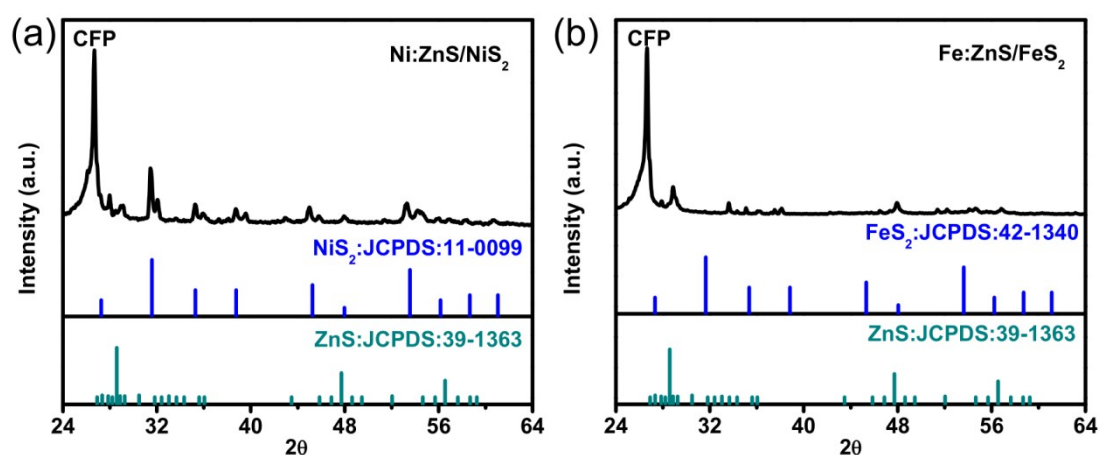 (a)
CFP
Ni:ZnS/NiS₂
NiS₂:JCPDS:11-0099
ZnS:JCPDS:39-1363
Intensity (a.u.)
24 32 40 48 56 64
2θ
(b)
CFP
Fe:ZnS/FeS₂
FeS₂:JCPDS:42-1340
ZnS:JCPDS:39-1363
Intensity (a.u.)
24 32 40 48 56 64
2θ